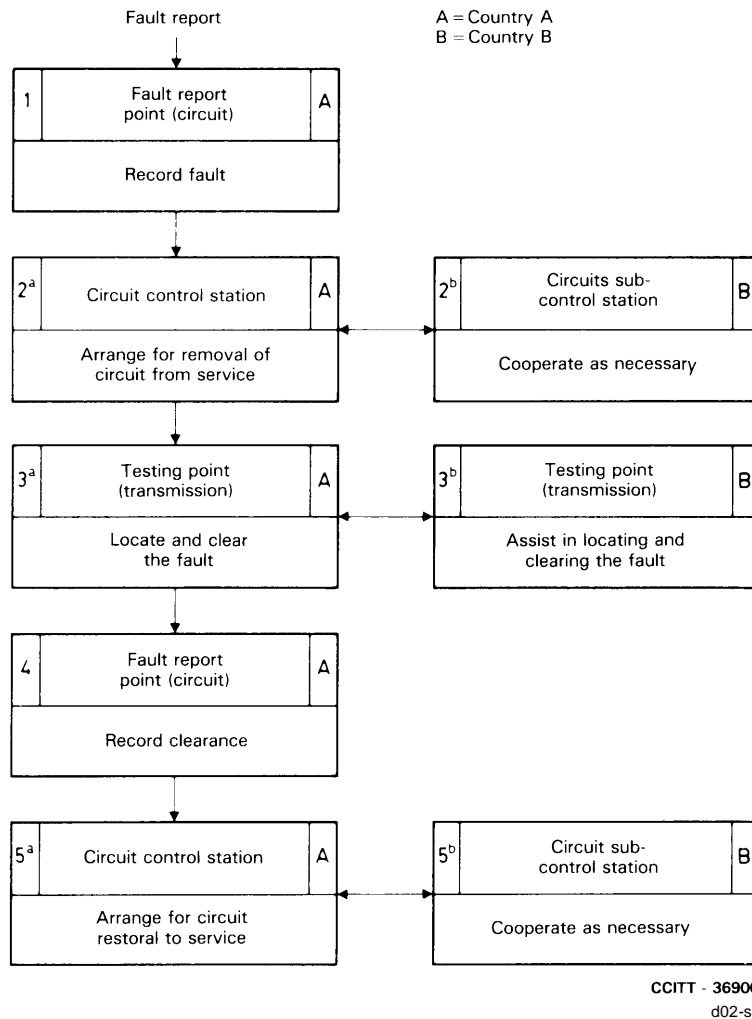 Fault report
A = Country A
B = Country B
1
Fault report
point (circuit)
A
Record fault
2ᵃ
Circuit control station
A
Arrange for removal of
circuit from service
2ᵇ
Circuits sub-
control station
B
Cooperate as necessary
3ᵃ
Testing point
(transmission)
A
Locate and clear
the fault
3ᵇ
Testing point
(transmission)
B
Assist in locating and
clearing the fault
4
Fault report
point (circuit)
A
Record clearance
5ᵃ
Circuit control station
A
Arrange for circuit
restoral to service
5ᵇ
Circuit sub-
control station
B
Cooperate as necessary
CCITT - 36900
d02-s